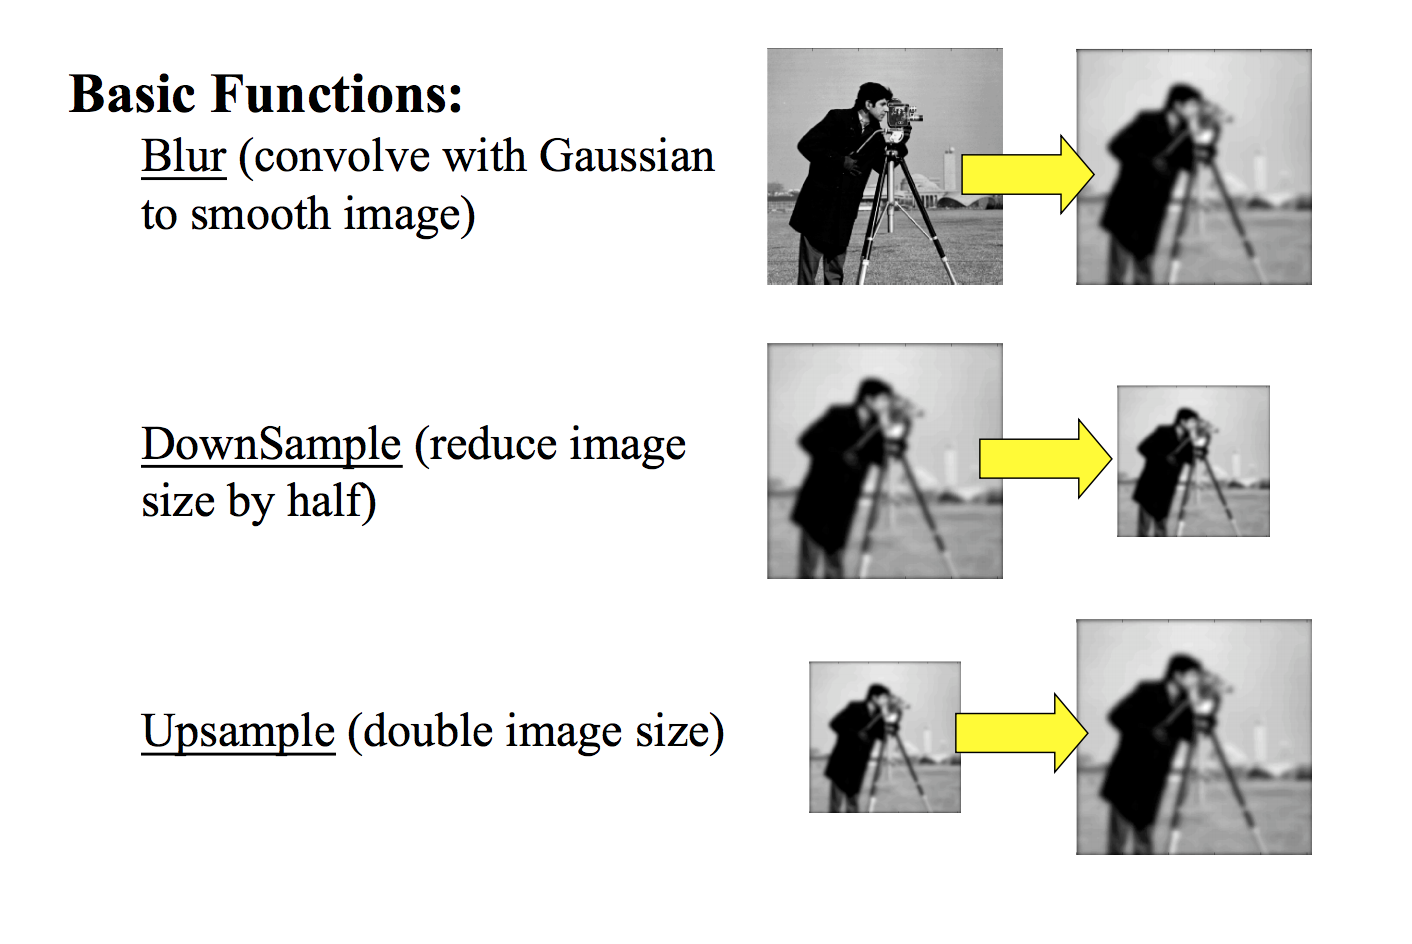 Basic Functions:
Blur (convolve with Gaussian
to smooth image)
DownSample (reduce image
size by half)
Upsample (double image size)